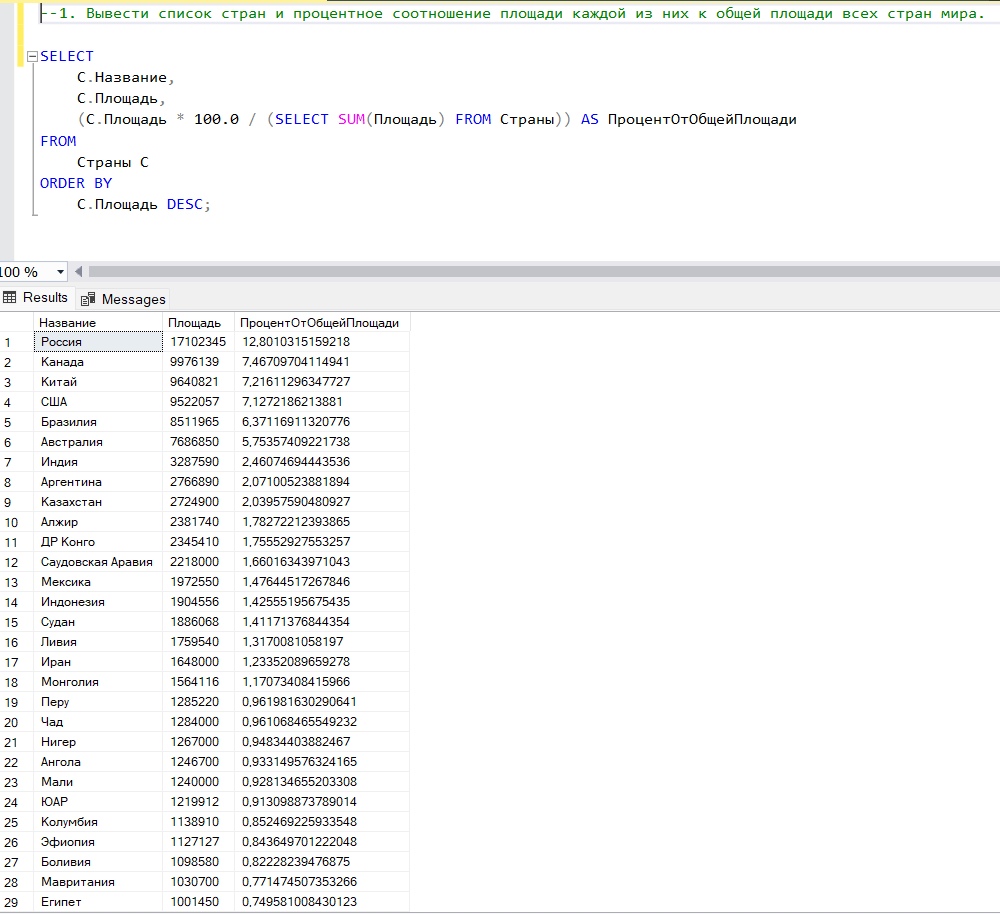 --1. Вывести список стран и процентное соотношение площади каждой из них к общей площади всех стран мира.
SELECT
С.Название,
С.Площадь,
(С.Площадь * 100.0 / (SELECT SUM(Площадь) FROM Страны)) AS ПроцентОтОбщейПлощади
FROM
Страны С
ORDER BY
С.Площадь DESC;
100 %
Results Messages
Название Площадь ПроцентОтОбщейПлощади
1 Россия 17102345 12,8010315159218
2 Канада 9976139 7,46709704114941
3 Китай 9640821 7,21611296347727
4 США 9522057 7,1272186213881
5 Бразилия 8511965 6,37116911320776
6 Австралия 7686850 5,75357409221738
7 Индия 3287590 2,46074694443536
8 Аргентина 2766890 2,07100523881894
9 Казахстан 2724900 2,03957590480927
10 Алжир 2381740 1,78272212393865
11 ДР Конго 2345410 1,75552927553257
12 Саудовская Аравия 2218000 1,66016343971043
13 Мексика 1972550 1,47644517267846
14 Индонезия 1904556 1,42555195675435
15 Судан 1886068 1,41171376844354
16 Ливия 1759540 1,3170081058197
17 Иран 1648000 1,23352089659278
18 Монголия 1564116 1,17073408415966
19 Перу 1285220 0,961981630290641
20 Чад 1284000 0,961068465549232
21 Нигер 1267000 0,94834403882467
22 Ангола 1246700 0,933149576324165
23 Мали 1240000 0,928134655203308
24 ЮАР 1219912 0,913098873789014
25 Колумбия 1138910 0,852469225933548
26 Эфиопия 1127127 0,843649701222048
27 Боливия 1098580 0,82228239476875
28 Мавритания 1030700 0,771474507353266
29 Египет 1001450 0,749581008430123